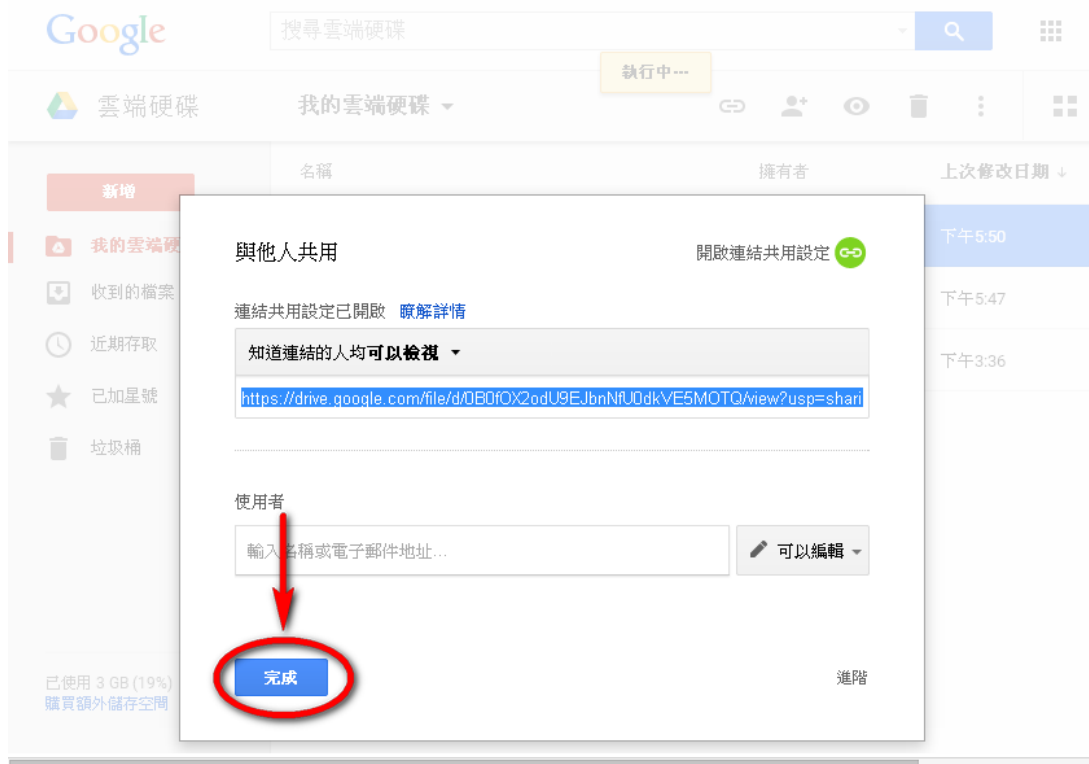 Google
搜尋雲端硬碟
執行中…
雲端硬碟
我的雲端硬碟
名稱
擁有者
上次修改日期 ↓
新增
我的雲端硬
收到的檔案
近期存取
已加星號
垃圾桶
下午5:50
下午5:47
下午3:36
與他人共用
開啟連結共用設定
連結共用設定已開啟 瞭解詳情
知道連結的人均可以檢視
https://drive.google.com/file/d/0B0fOX2odU9EJbnNfU0dkVE5MOTQ/view?usp=shari
使用者
輸入名稱或電子郵件地址...
可以編輯
完成
進階
已使用 3 GB (19%)
購買額外儲存空間